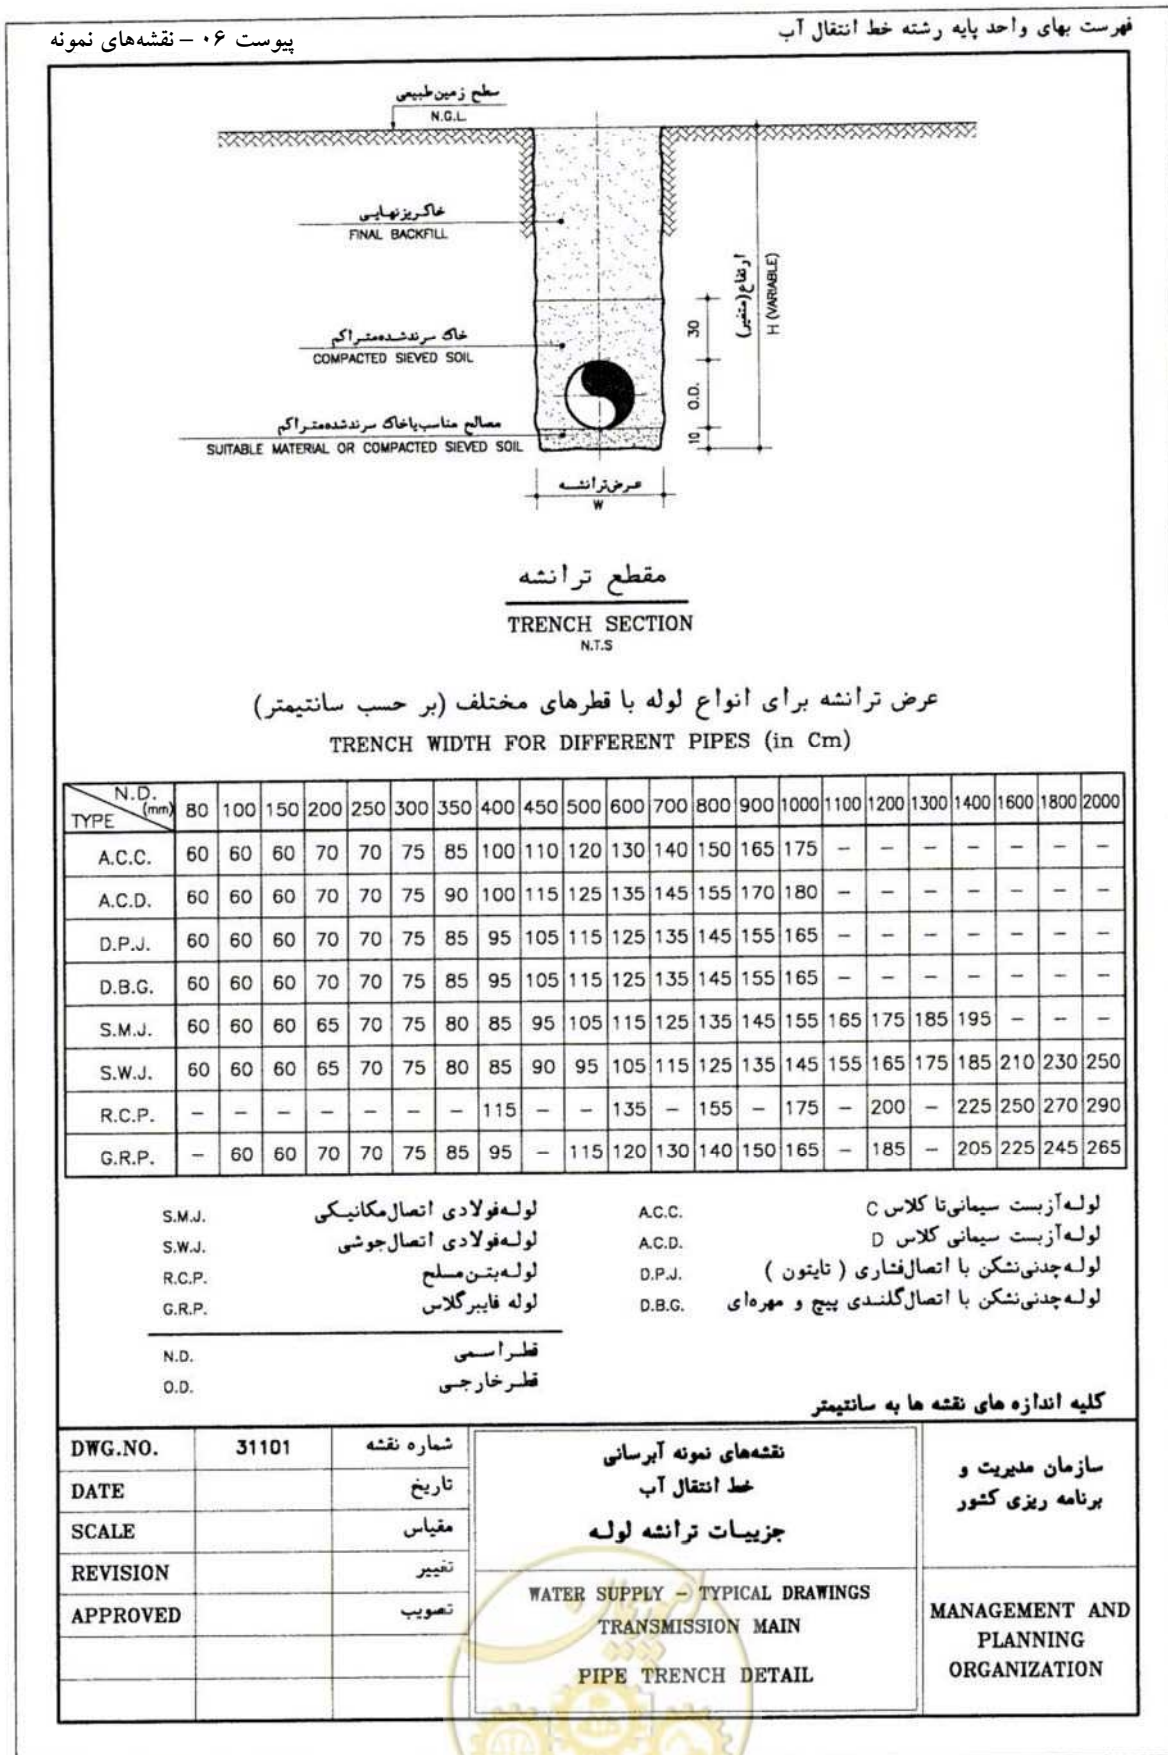 فهرست بهای واحد پایه رشته خط انتقال آب
پیوست ۰۶ – نقشه‌های نمونه
سطح زمین طبیعی
N.G.L.
خاکریز نهایی
FINAL BACKFILL
خاک سرند شده متراکم
COMPACTED SIEVED SOIL
مصالح مناسب یا خاک سرند شده متراکم
SUITABLE MATERIAL OR COMPACTED SIEVED SOIL
30
O.D.
10
ارتفاع (متغیر)
H (VARIABLE)
عرض ترانشه
W
مقطع ترانشه
TRENCH SECTION
N.T.S
عرض ترانشه برای انواع لوله با قطرهای مختلف (بر حسب سانتیمتر)
TRENCH WIDTH FOR DIFFERENT PIPES (in Cm)
N.D. (mm) TYPE 80 100 150 200 250 300 350 400 450 500 600 700 800 900 1000 1100 1200 1300 1400 1600 1800 2000
A.C.C. 60 60 60 70 70 75 85 100 110 120 130 140 150 165 175 – – – – – – –
A.C.D. 60 60 60 70 70 75 90 100 115 125 135 145 155 170 180 – – – – – – –
D.P.J. 60 60 60 70 70 75 85 95 105 115 125 135 145 155 165 – – – – – – –
D.B.G. 60 60 60 70 70 75 85 95 105 115 125 135 145 155 165 – – – – – – –
S.M.J. 60 60 60 65 70 75 80 85 95 105 115 125 135 145 155 165 175 185 195 – – –
S.W.J. 60 60 60 65 70 75 80 85 90 95 105 115 125 135 145 155 165 175 185 210 230 250
R.C.P. – – – – – – – 115 – – 135 – 155 – 175 – 200 – 225 250 270 290
G.R.P. – 60 60 70 70 75 85 95 – 115 120 130 140 150 165 – 185 – 205 225 245 265
لوله آزبست سیمانی تا کلاس C A.C.C.
لوله آزبست سیمانی کلاس D A.C.D.
لوله چدنی نشکن با اتصال فشاری ( تایتون ) D.P.J.
لوله چدنی نشکن با اتصال گلندی پیچ و مهره‌ای D.B.G.
لوله فولادی اتصال مکانیکی S.M.J.
لوله فولادی اتصال جوشی S.W.J.
لوله بتن مسلح R.C.P.
لوله فایبرگلاس G.R.P.
قطر اسمی N.D.
قطر خارجی O.D.
کلیه اندازه های نقشه ها به سانتیمتر
سازمان مدیریت و
برنامه ریزی کشور
MANAGEMENT AND
PLANNING
ORGANIZATION
نقشه‌های نمونه آبرسانی
خط انتقال آب
جزییات ترانشه لوله
WATER SUPPLY – TYPICAL DRAWINGS
TRANSMISSION MAIN
PIPE TRENCH DETAIL
DWG.NO. 31101 شماره نقشه
DATE تاریخ
SCALE مقیاس
REVISION تغییر
APPROVED تصویب